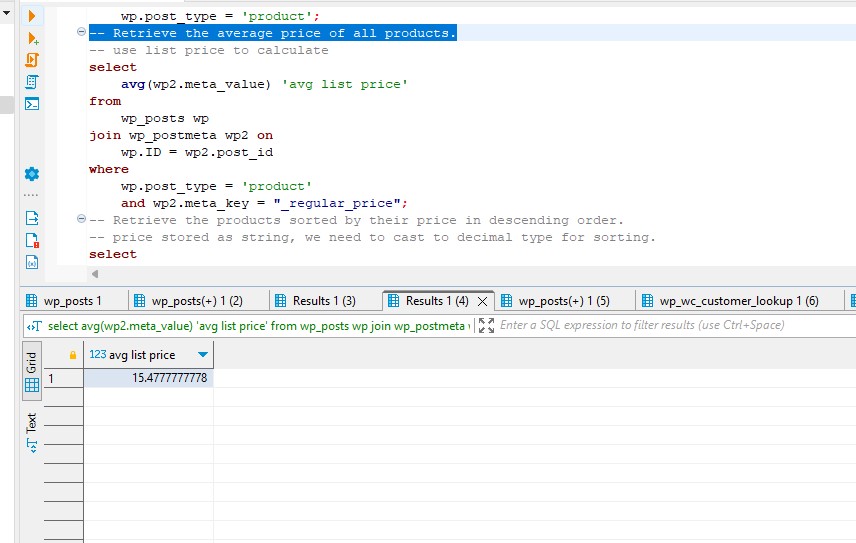 wp.post_type = 'product';
-- Retrieve the average price of all products.
-- use list price to calculate
select
avg(wp2.meta_value) 'avg list price'
from
wp_posts wp
join wp_postmeta wp2 on
wp.ID = wp2.post_id
where
wp.post_type = 'product'
and wp2.meta_key = "_regular_price";
-- Retrieve the products sorted by their price in descending order.
-- price stored as string, we need to cast to decimal type for sorting.
select
wp_posts 1 wp_posts(+) 1 (2) Results 1 (3) Results 1 (4) wp_posts(+) 1 (5) wp_wc_customer_lookup 1 (6)
select avg(wp2.meta_value) 'avg list price' from wp_posts wp join wp_postmeta Enter a SQL expression to filter results (use Ctrl+Space)
Grid
123 avg list price
1 15.4777777778
Text